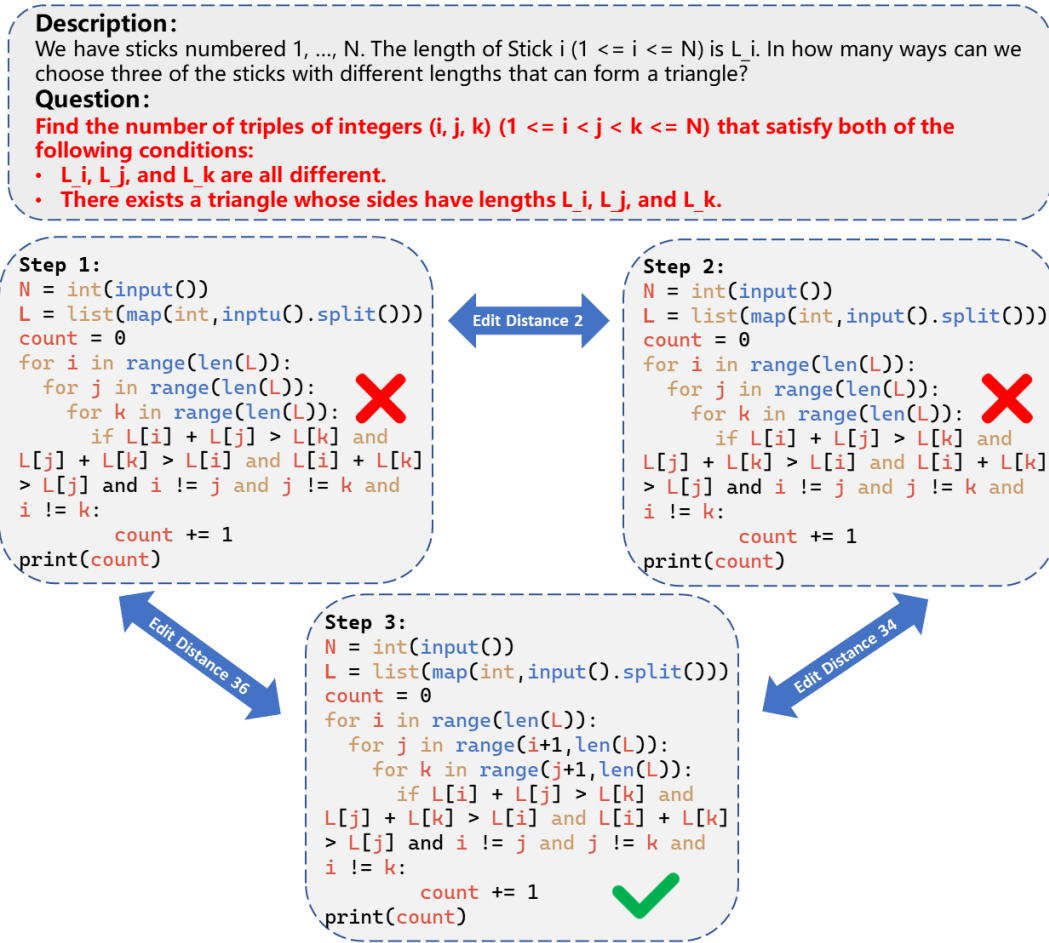 Description:
We have sticks numbered 1, ..., N. The length of Stick i (1 <= i <= N) is L_i. In how many ways can we
choose three of the sticks with different lengths that can form a triangle?
Question:
Find the number of triples of integers (i, j, k) (1 <= i < j < k <= N) that satisfy both of the
following conditions:
• L_i, L_j, and L_k are all different.
• There exists a triangle whose sides have lengths L_i, L_j, and L_k.
Step 1:
N = int(input())
L = list(map(int,inptu().split()))
count = 0
for i in range(len(L)):
  for j in range(len(L)):
    for k in range(len(L)):
      if L[i] + L[j] > L[k] and
L[j] + L[k] > L[i] and L[i] + L[k]
> L[j] and i != j and j != k and
i != k:
        count += 1
print(count)
Edit Distance 2
Step 2:
N = int(input())
L = list(map(int,input().split()))
count = 0
for i in range(len(L)):
  for j in range(len(L)):
    for k in range(len(L)):
      if L[i] + L[j] > L[k] and
L[j] + L[k] > L[i] and L[i] + L[k]
> L[j] and i != j and j != k and
i != k:
        count += 1
print(count)
Edit Distance 36
Step 3:
N = int(input())
L = list(map(int,input().split()))
count = 0
for i in range(len(L)):
  for j in range(i+1,len(L)):
    for k in range(j+1,len(L)):
      if L[i] + L[j] > L[k] and
L[j] + L[k] > L[i] and L[i] + L[k]
> L[j] and i != j and j != k and
i != k:
        count += 1
print(count)
Edit Distance 34